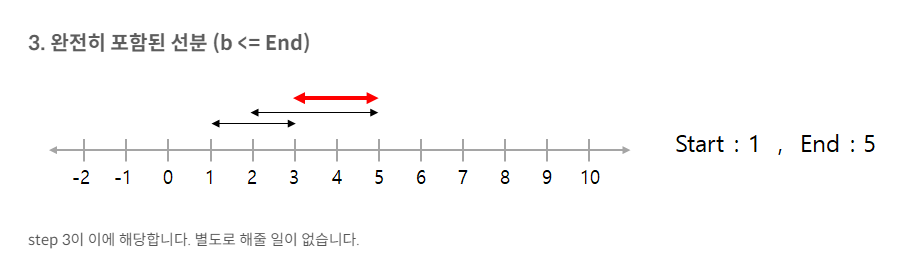 3. 완전히 포함된 선분 (b <= End)
Start : 1 , End : 5
-2 -1 0 1 2 3 4 5 6 7 8 9 10
step 3이 이에 해당합니다. 별도로 해줄 일이 없습니다.